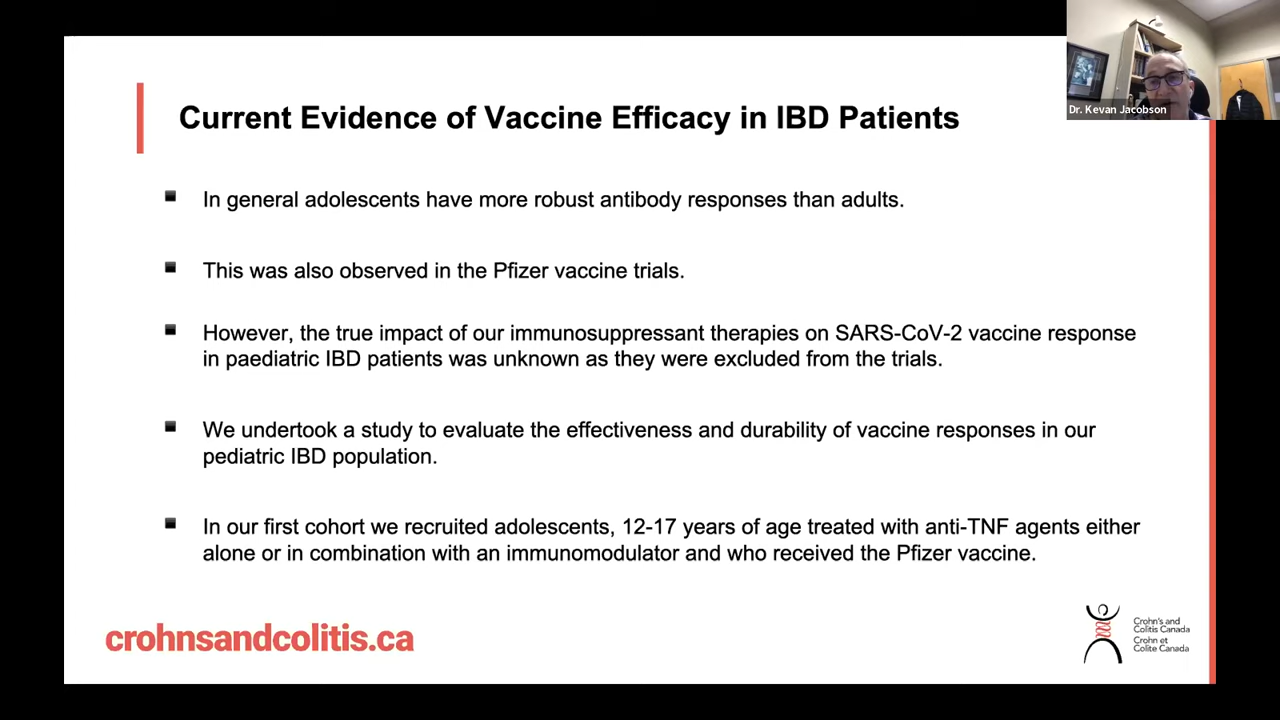 Dr. Kevan Jacobson
Current Evidence of Vaccine Efficacy in IBD Patients
In general adolescents have more robust antibody responses than adults.
This was also observed in the Pfizer vaccine trials.
However, the true impact of our immunosuppressant therapies on SARS-CoV-2 vaccine response
in paediatric IBD patients was unknown as they were excluded from the trials.
We undertook a study to evaluate the effectiveness and durability of vaccine responses in our
pediatric IBD population.
In our first cohort we recruited adolescents, 12-17 years of age treated with anti-TNF agents either
alone or in combination with an immunomodulator and who received the Pfizer vaccine.
crohnsandcolitis.ca
Crohn's and
Colitis Canada
Crohn et
Colite Canada